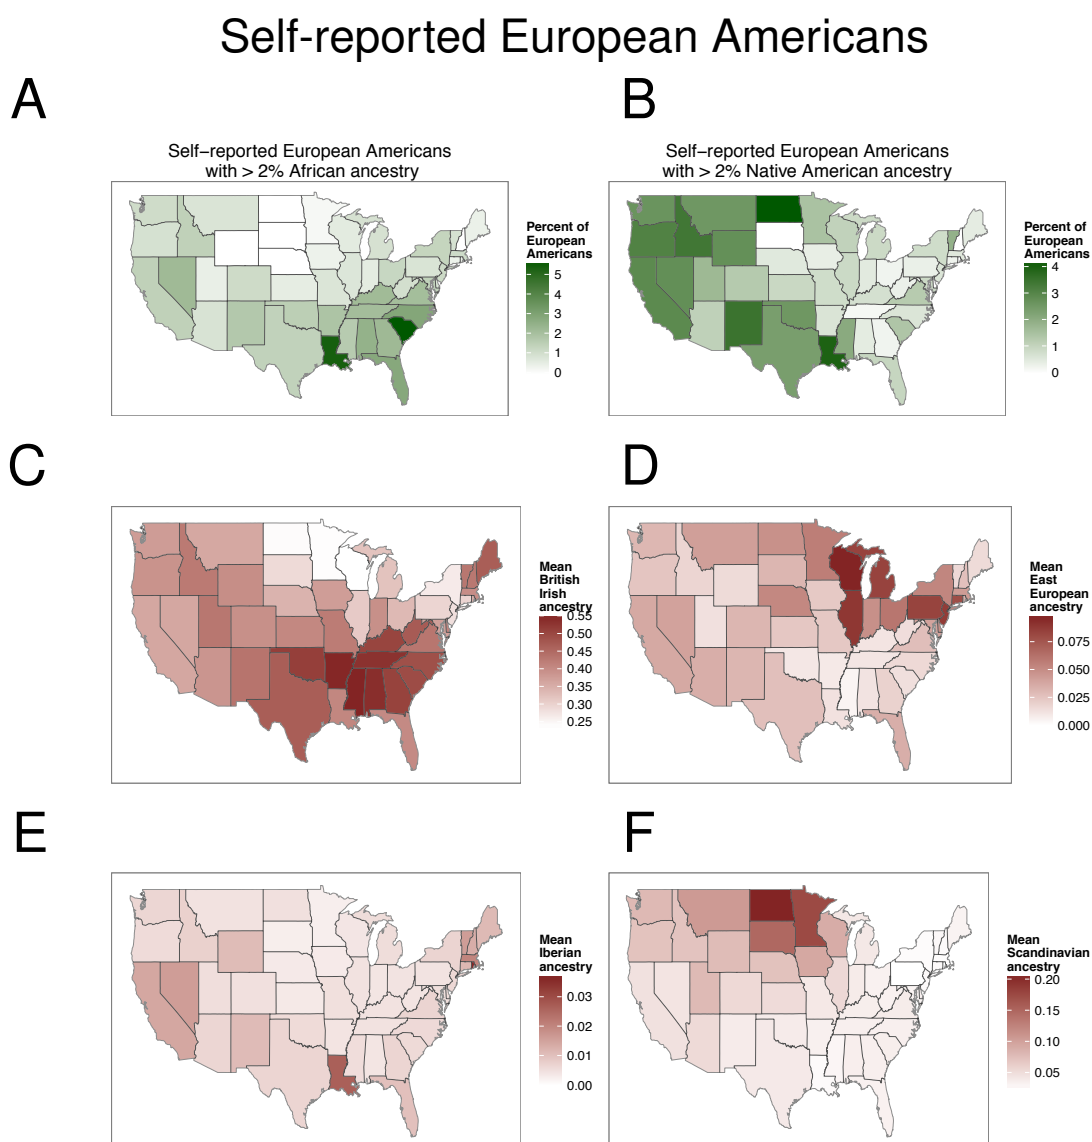 Self-reported European Americans
A
B
Self−reported European Americans
with > 2% African ancestry
Self−reported European Americans
with > 2% Native American ancestry
Percent of
European
Americans
5
4
3
2
1
0
Percent of
European
Americans
4
3
2
1
0
C
D
Mean
British
Irish
ancestry
0.55
0.50
0.45
0.40
0.35
0.30
0.25
Mean
East
European
ancestry
0.075
0.050
0.025
0.000
E
F
Mean
Iberian
ancestry
0.03
0.02
0.01
0.00
Mean
Scandinavian
ancestry
0.20
0.15
0.10
0.05